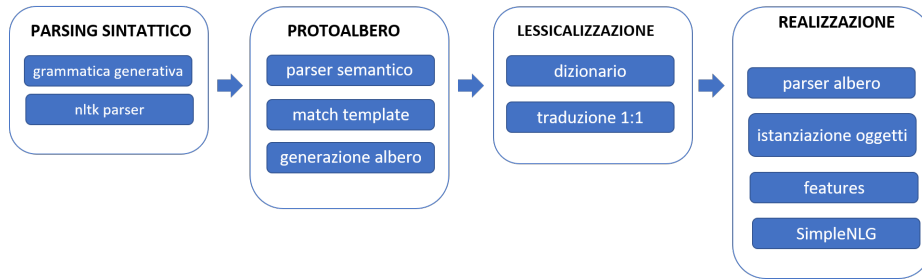 PARSING SINTATTICO
grammatica generativa
nltk parser
PROTOALBERO
parser semantico
match template
generazione albero
LESSICALIZZAZIONE
dizionario
traduzione 1:1
REALIZZAZIONE
parser albero
istanziazione oggetti
features
SimpleNLG